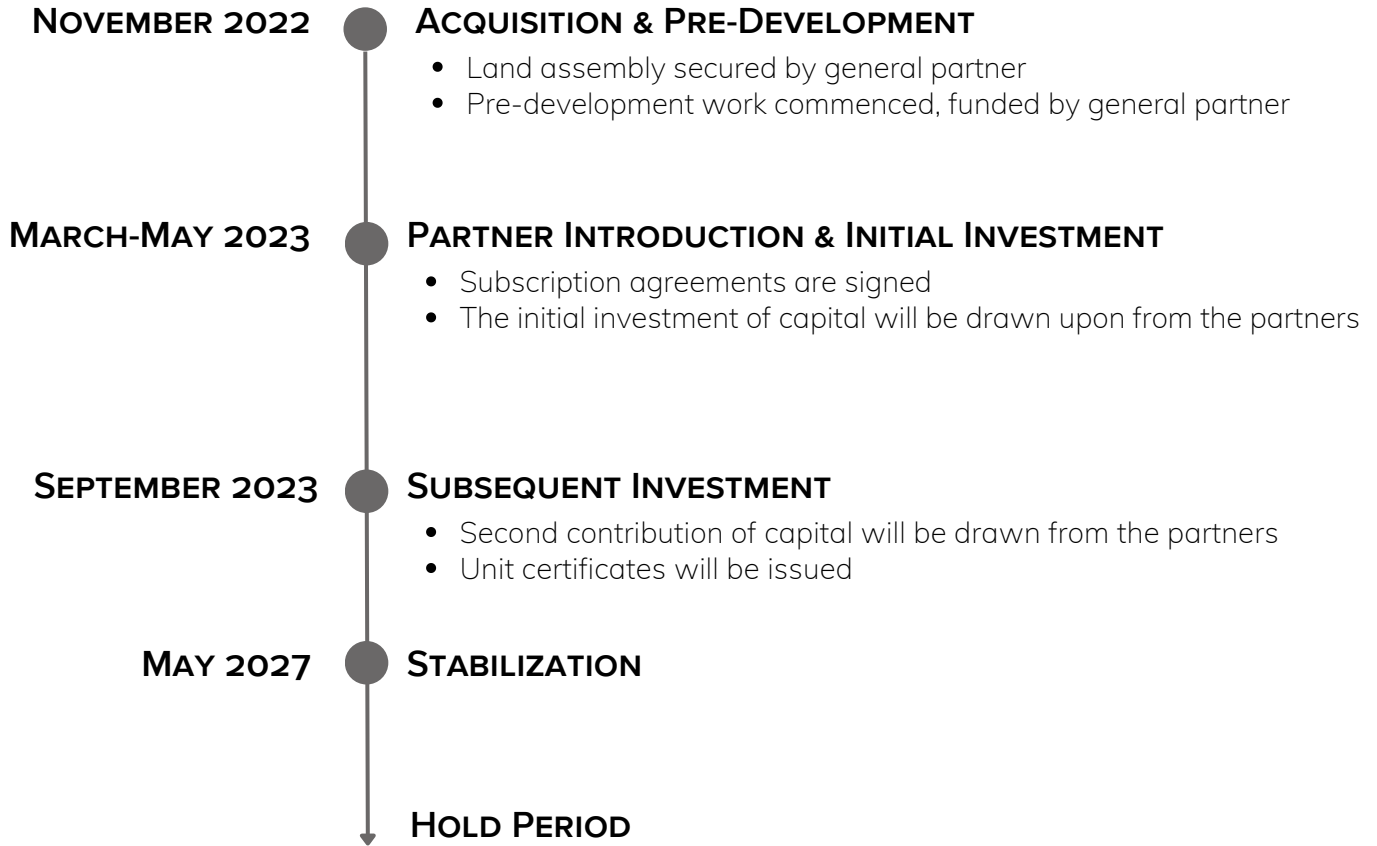 November 2022
Acquisition & Pre-Development
• Land assembly secured by general partner
• Pre-development work commenced, funded by general partner
March-May 2023
Partner Introduction & Initial Investment
• Subscription agreements are signed
• The initial investment of capital will be drawn upon from the partners
September 2023
Subsequent Investment
• Second contribution of capital will be drawn from the partners
• Unit certificates will be issued
May 2027
Stabilization
Hold Period